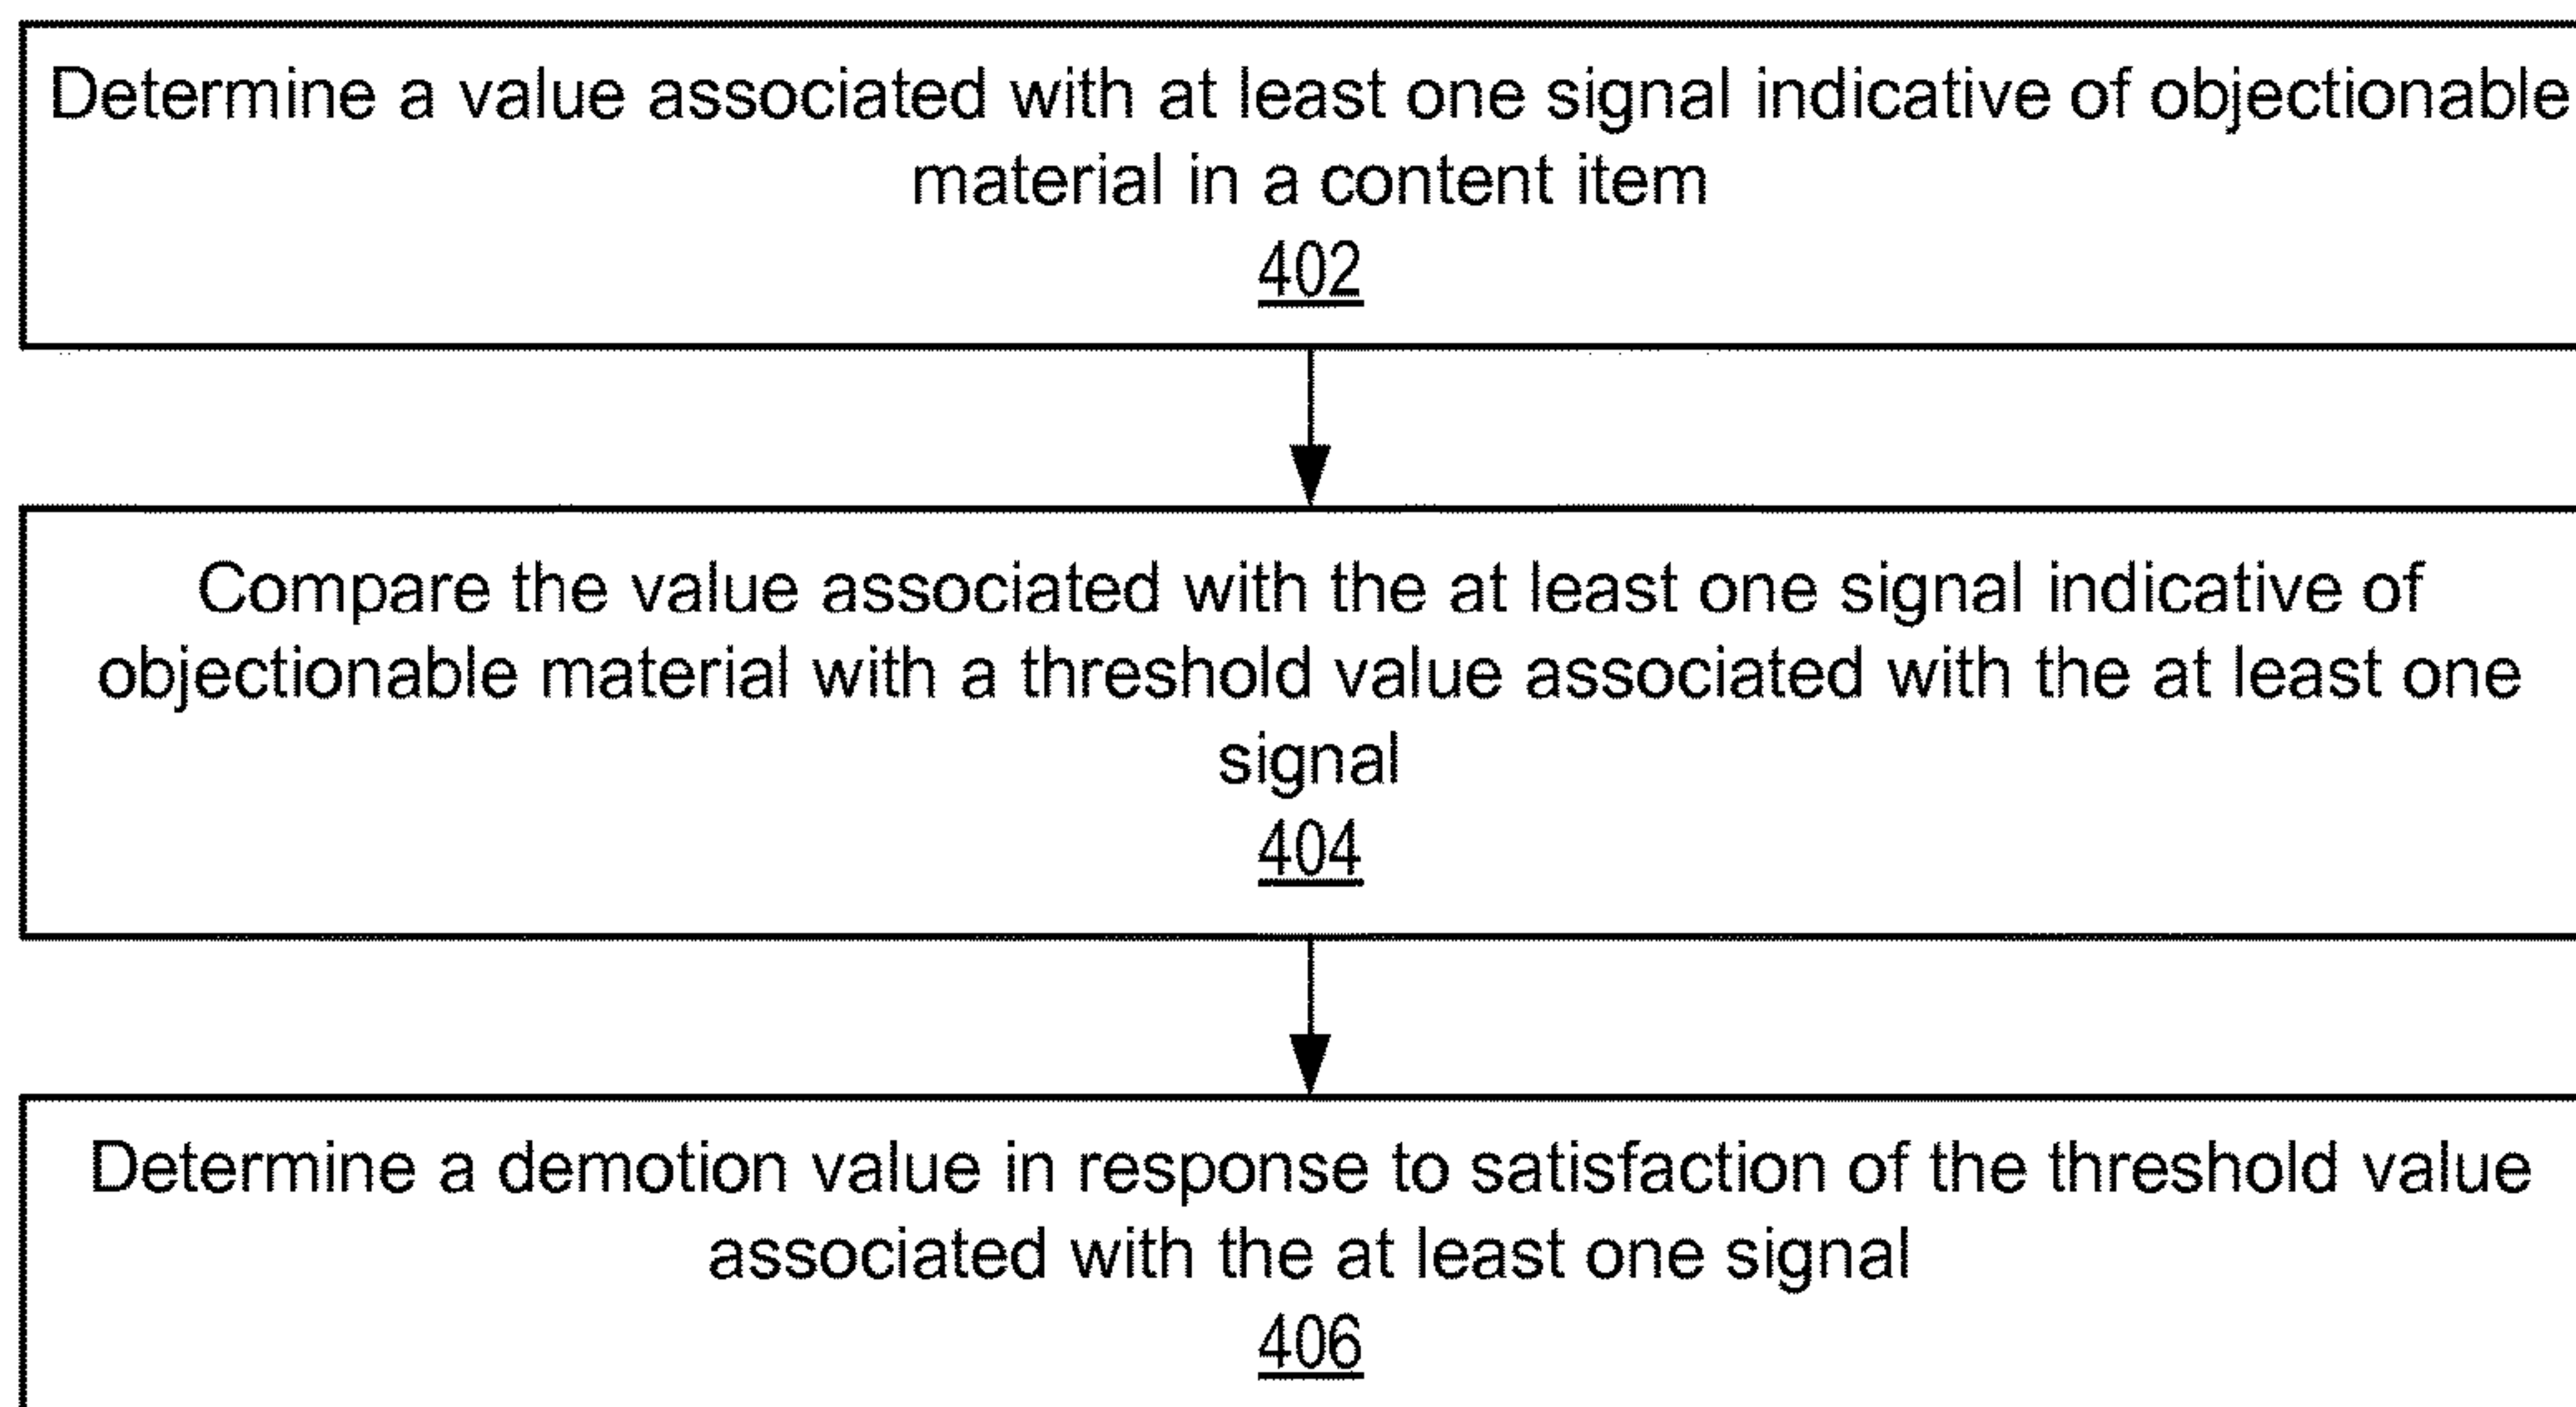 Determine a value associated with at least one signal indicative of objectionable
material in a content item
402
Compare the value associated with the at least one signal indicative of
objectionable material with a threshold value associated with the at least one
signal
404
Determine a demotion value in response to satisfaction of the threshold value
associated with the at least one signal
406